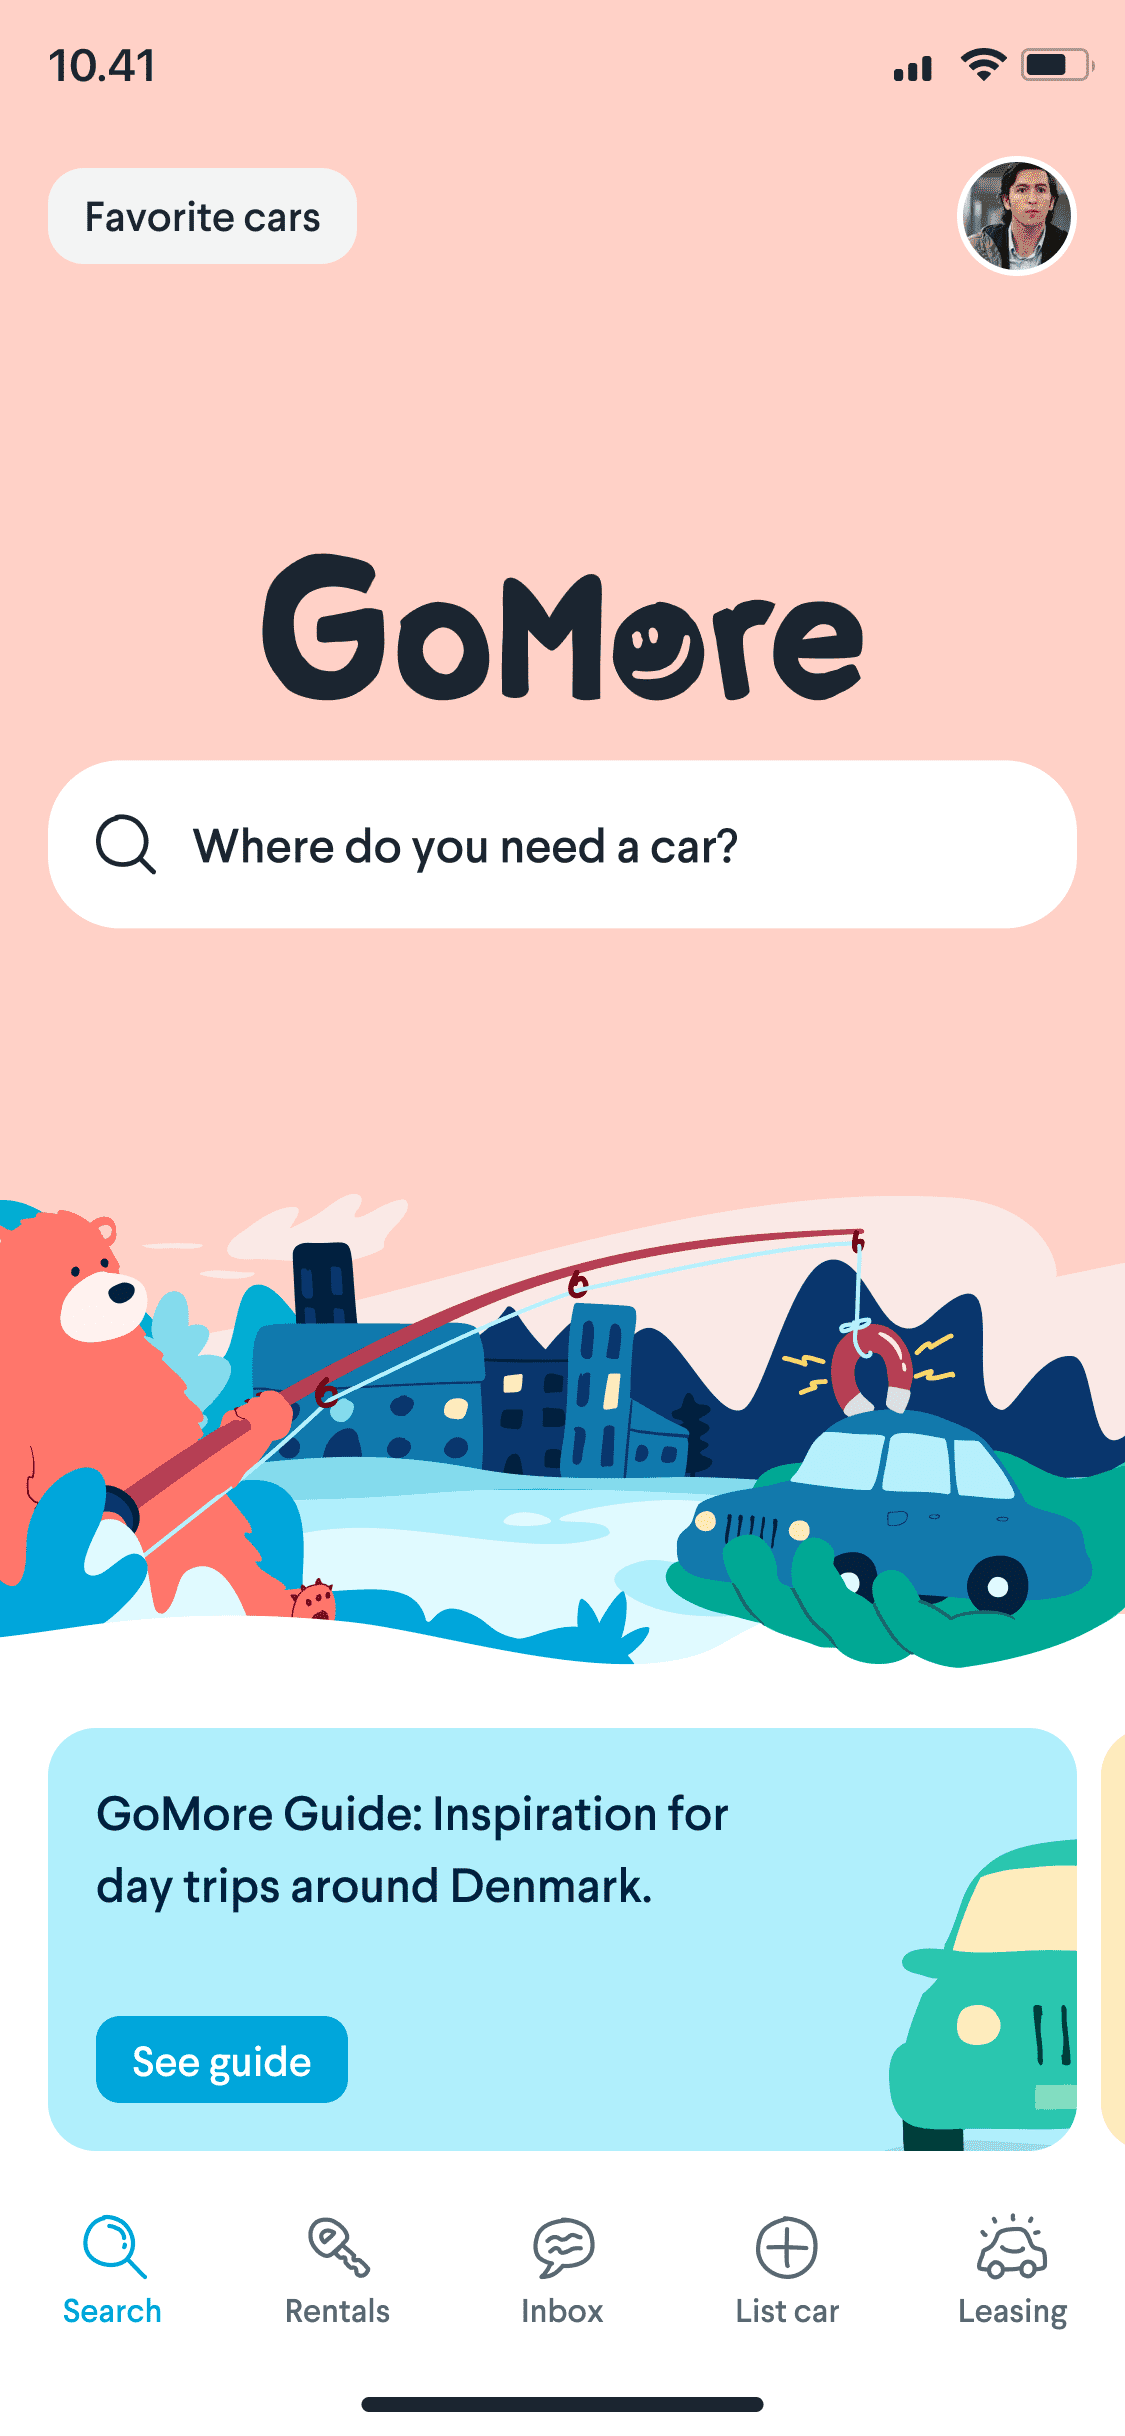 10.41
Favorite cars
GoMore
Where do you need a car?
GoMore Guide: Inspiration for
day trips around Denmark.
See guide
Search
Rentals
Inbox
List car
Leasing